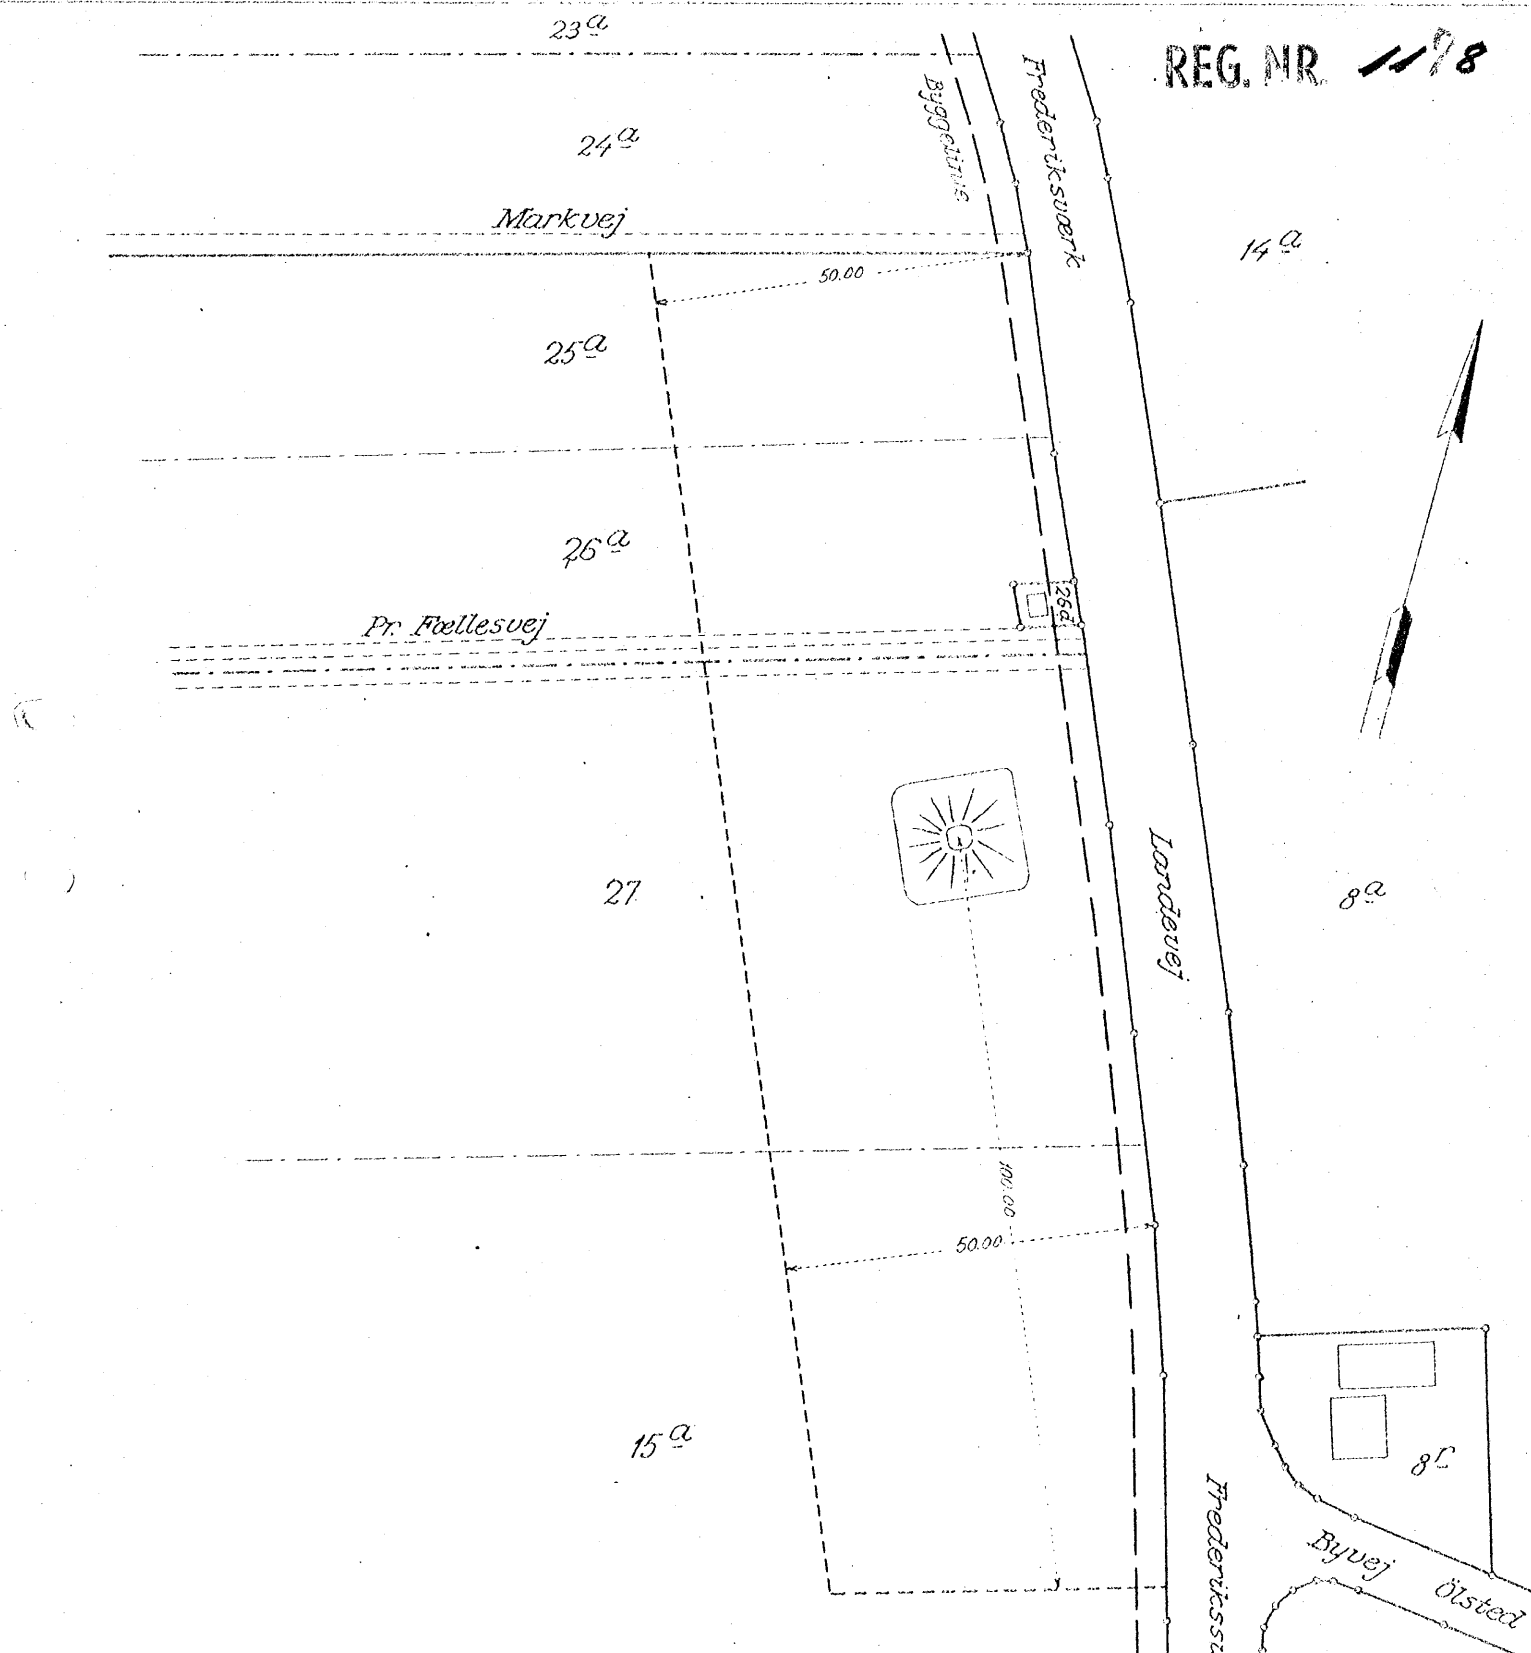 23a
REG. NR. 1178
Frederiksværk
Byggelinie
24a
Markvej
14a
50.00
25a
26a
26d
Pr. Fællesvej
27
Landevej
8a
100.00
50.00
15a
8r
Frederikssu
Byvej
Ølsted